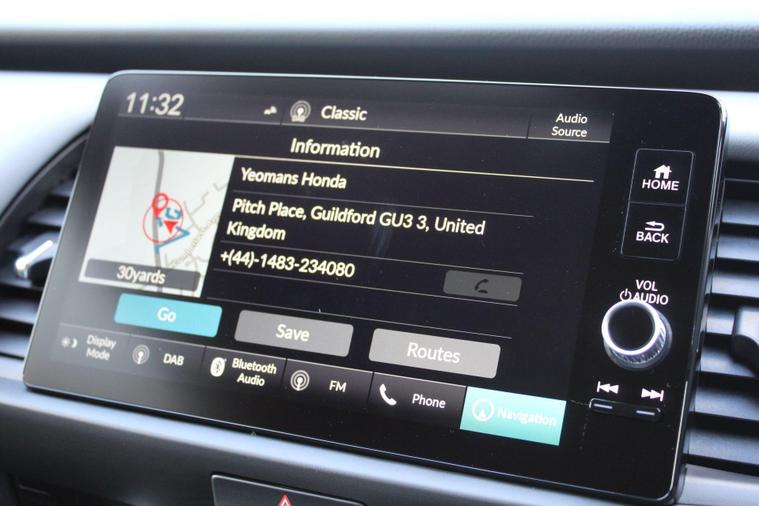 11:32
DAB
Classic
Audio
Source
Information
Yeomans Honda
Pitch Place, Guildford GU3 3, United
Kingdom
+(44)-1483-234080
30yards
Go
Save
Routes
Display
Mode
DAB
Bluetooth
Audio
FM
Phone
Navigation
HOME
BACK
VOL
AUDIO